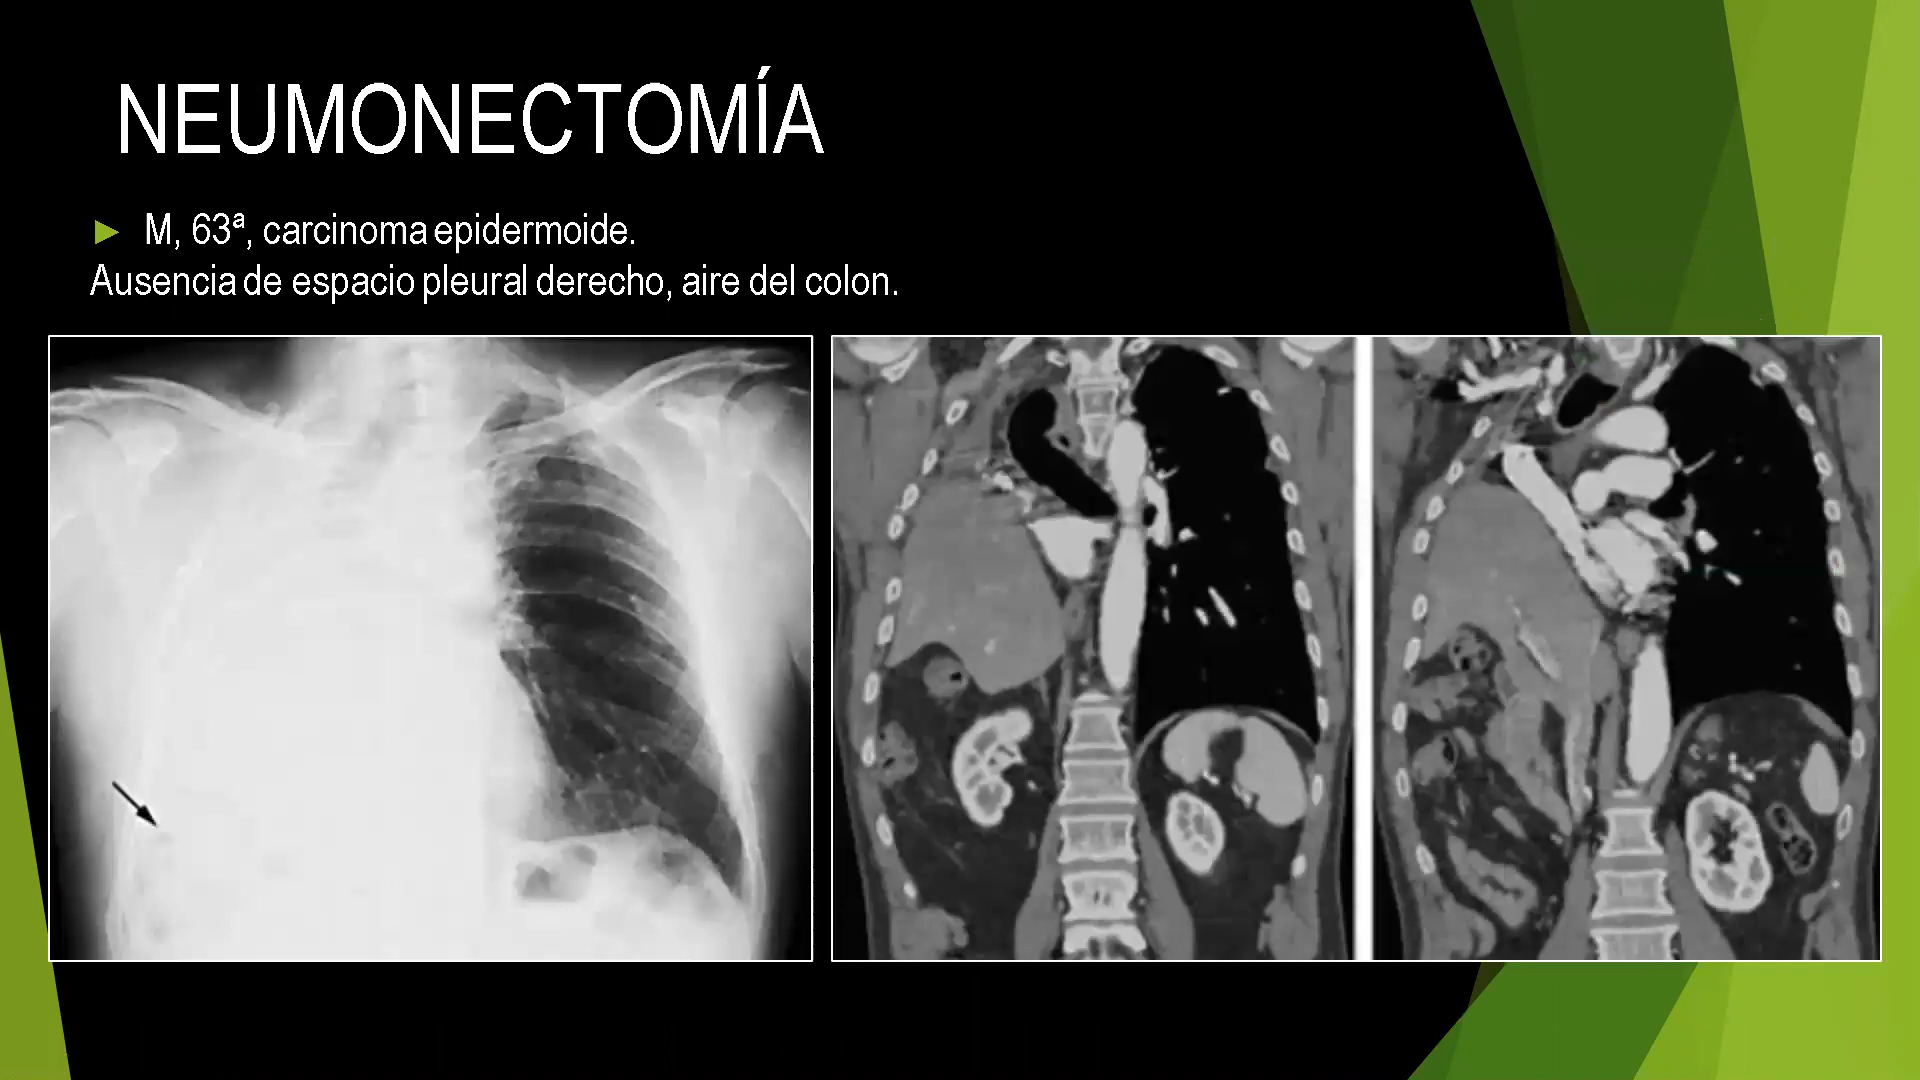 NEUMONECTOMÍA
M, 63ª, carcinoma epidermoide.
Ausencia de espacio pleural derecho, aire del colon.